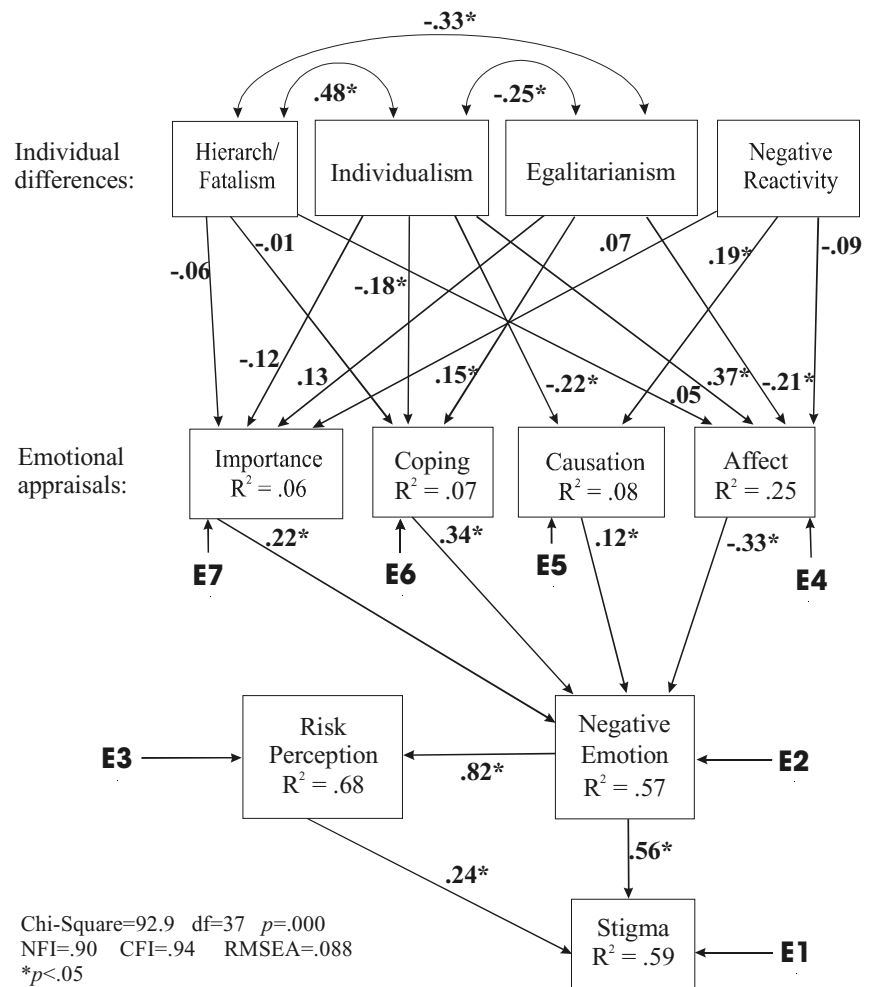 -.33*
.48*
-.25*
Individual
differences:
Hierarch/
Fatalism
Individualism
Egalitarianism
Negative
Reactivity
-.06
-.01
-.18*
.07
.19*
-.09
-.12
.13
.15*
-.22*
.05
.37*
-.21*
Emotional
appraisals:
Importance
R² = .06
Coping
R² = .07
Causation
R² = .08
Affect
R² = .25
.22*
.34*
.12*
-.33*
E7
E6
E5
E4
Risk
Perception
R² = .68
Negative
Emotion
R² = .57
E3
E2
.82*
.56*
.24*
Stigma
R² = .59
E1
Chi-Square=92.9 df=37 p=.000
NFI=.90 CFI=.94 RMSEA=.088
*p<.05